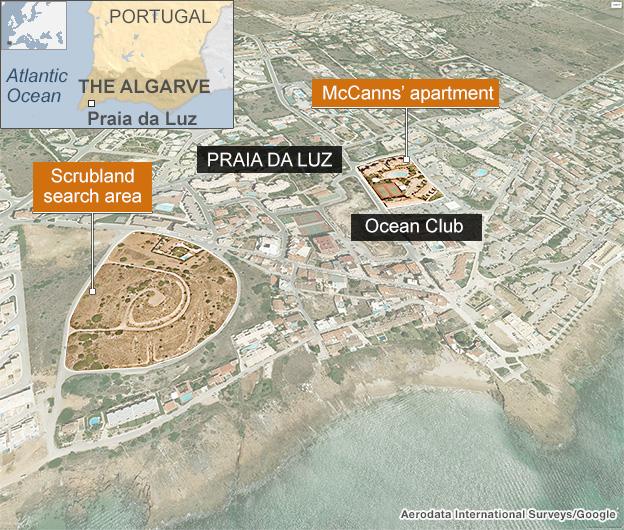 PORTUGAL
Atlantic
Ocean
THE ALGARVE
Praia da Luz
McCanns' apartment
PRAIA DA LUZ
Scrubland
search area
Ocean Club
Aerodata International Surveys/Google